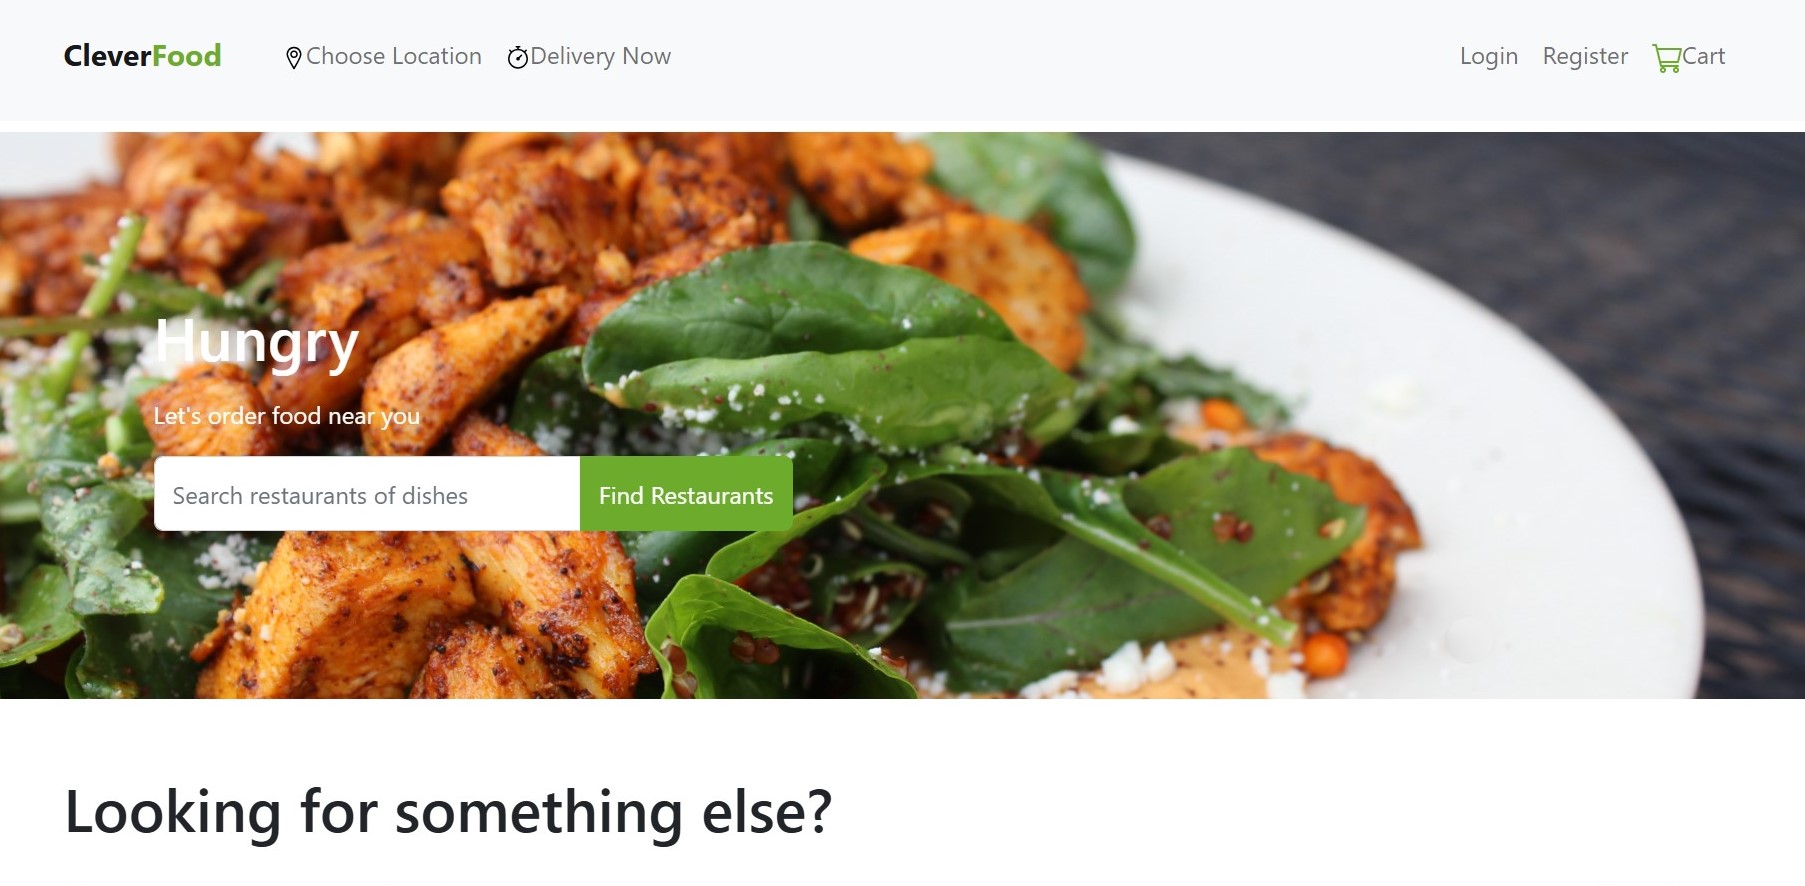 CleverFood Choose Location Delivery Now Login Register Cart
Hungry
Let's order food near you
Search restaurants of dishes Find Restaurants
Looking for something else?